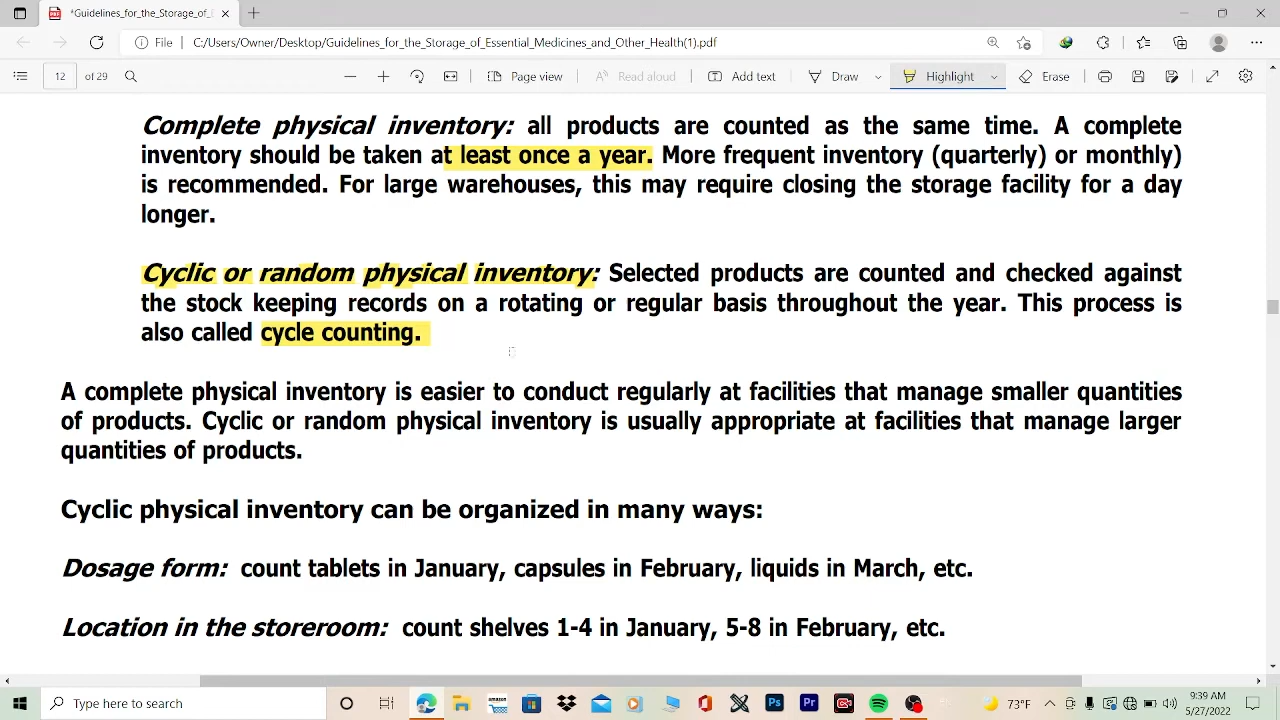 *Guidelines_for_the_Storage_of_
File
C:/Users/Owner/Desktop/Guidelines_for_the_Storage_of_Essential_Medicines_and_Other_Health(1).pdf
12 of 29
Page view
Read aloud
Add text
Draw
Highlight
Erase
Complete physical inventory: all products are counted as the same time. A complete
inventory should be taken at least once a year. More frequent inventory (quarterly) or monthly)
is recommended. For large warehouses, this may require closing the storage facility for a day
longer.
Cyclic or random physical inventory: Selected products are counted and checked against
the stock keeping records on a rotating or regular basis throughout the year. This process is
also called cycle counting.
A complete physical inventory is easier to conduct regularly at facilities that manage smaller quantities
of products. Cyclic or random physical inventory is usually appropriate at facilities that manage larger
quantities of products.
Cyclic physical inventory can be organized in many ways:
Dosage form: count tablets in January, capsules in February, liquids in March, etc.
Location in the storeroom: count shelves 1-4 in January, 5-8 in February, etc.
Type here to search
amazon
Ps
Pr
73°F
9:39 AM
5/27/2022